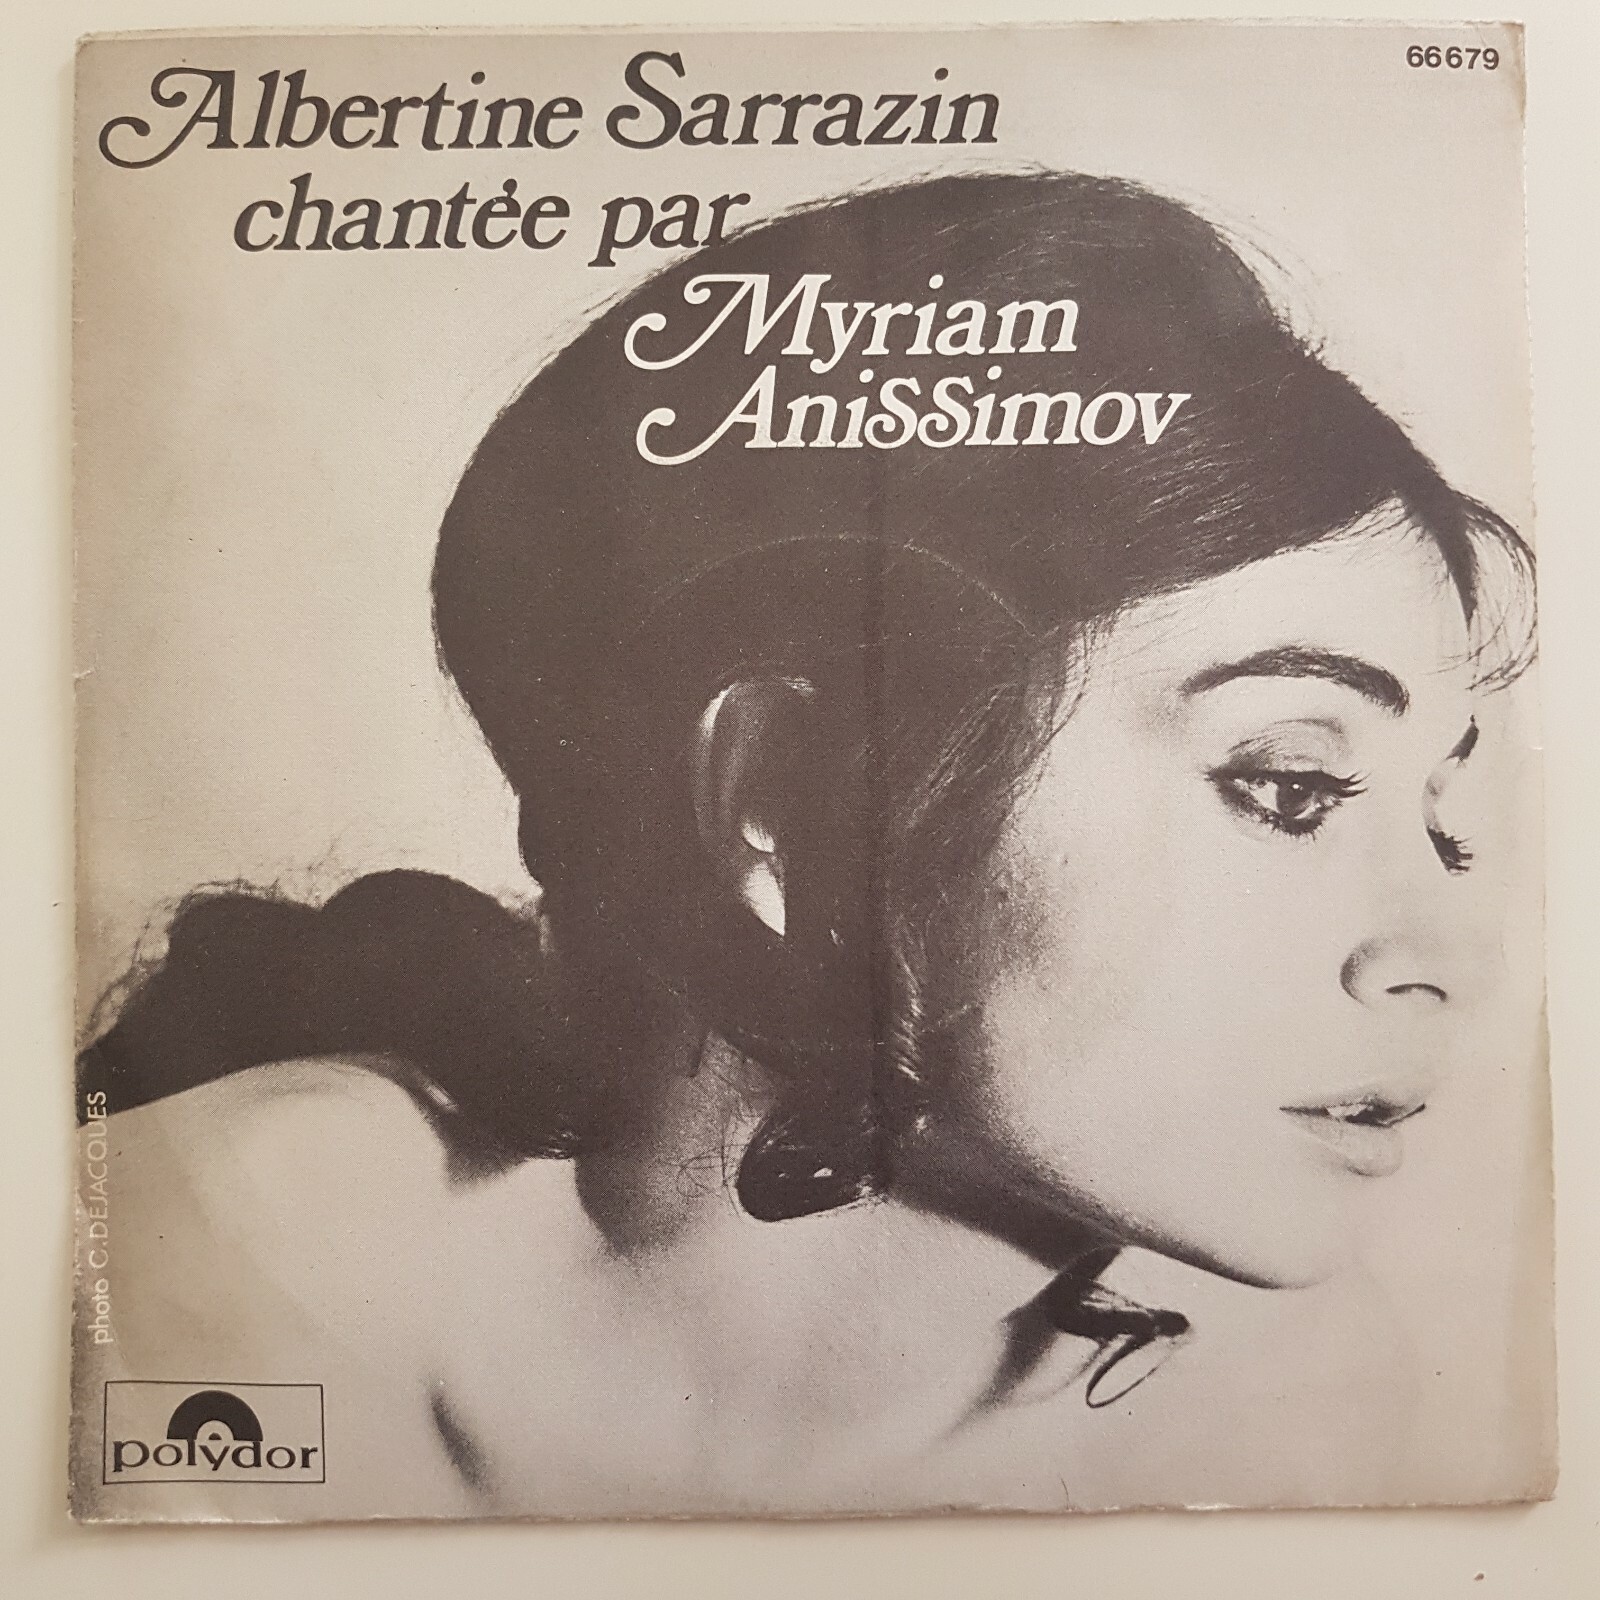 66679
Albertine Sarrazin
chantée par
Myriam
Anissimov
photo C. DEJACQUES
polydor